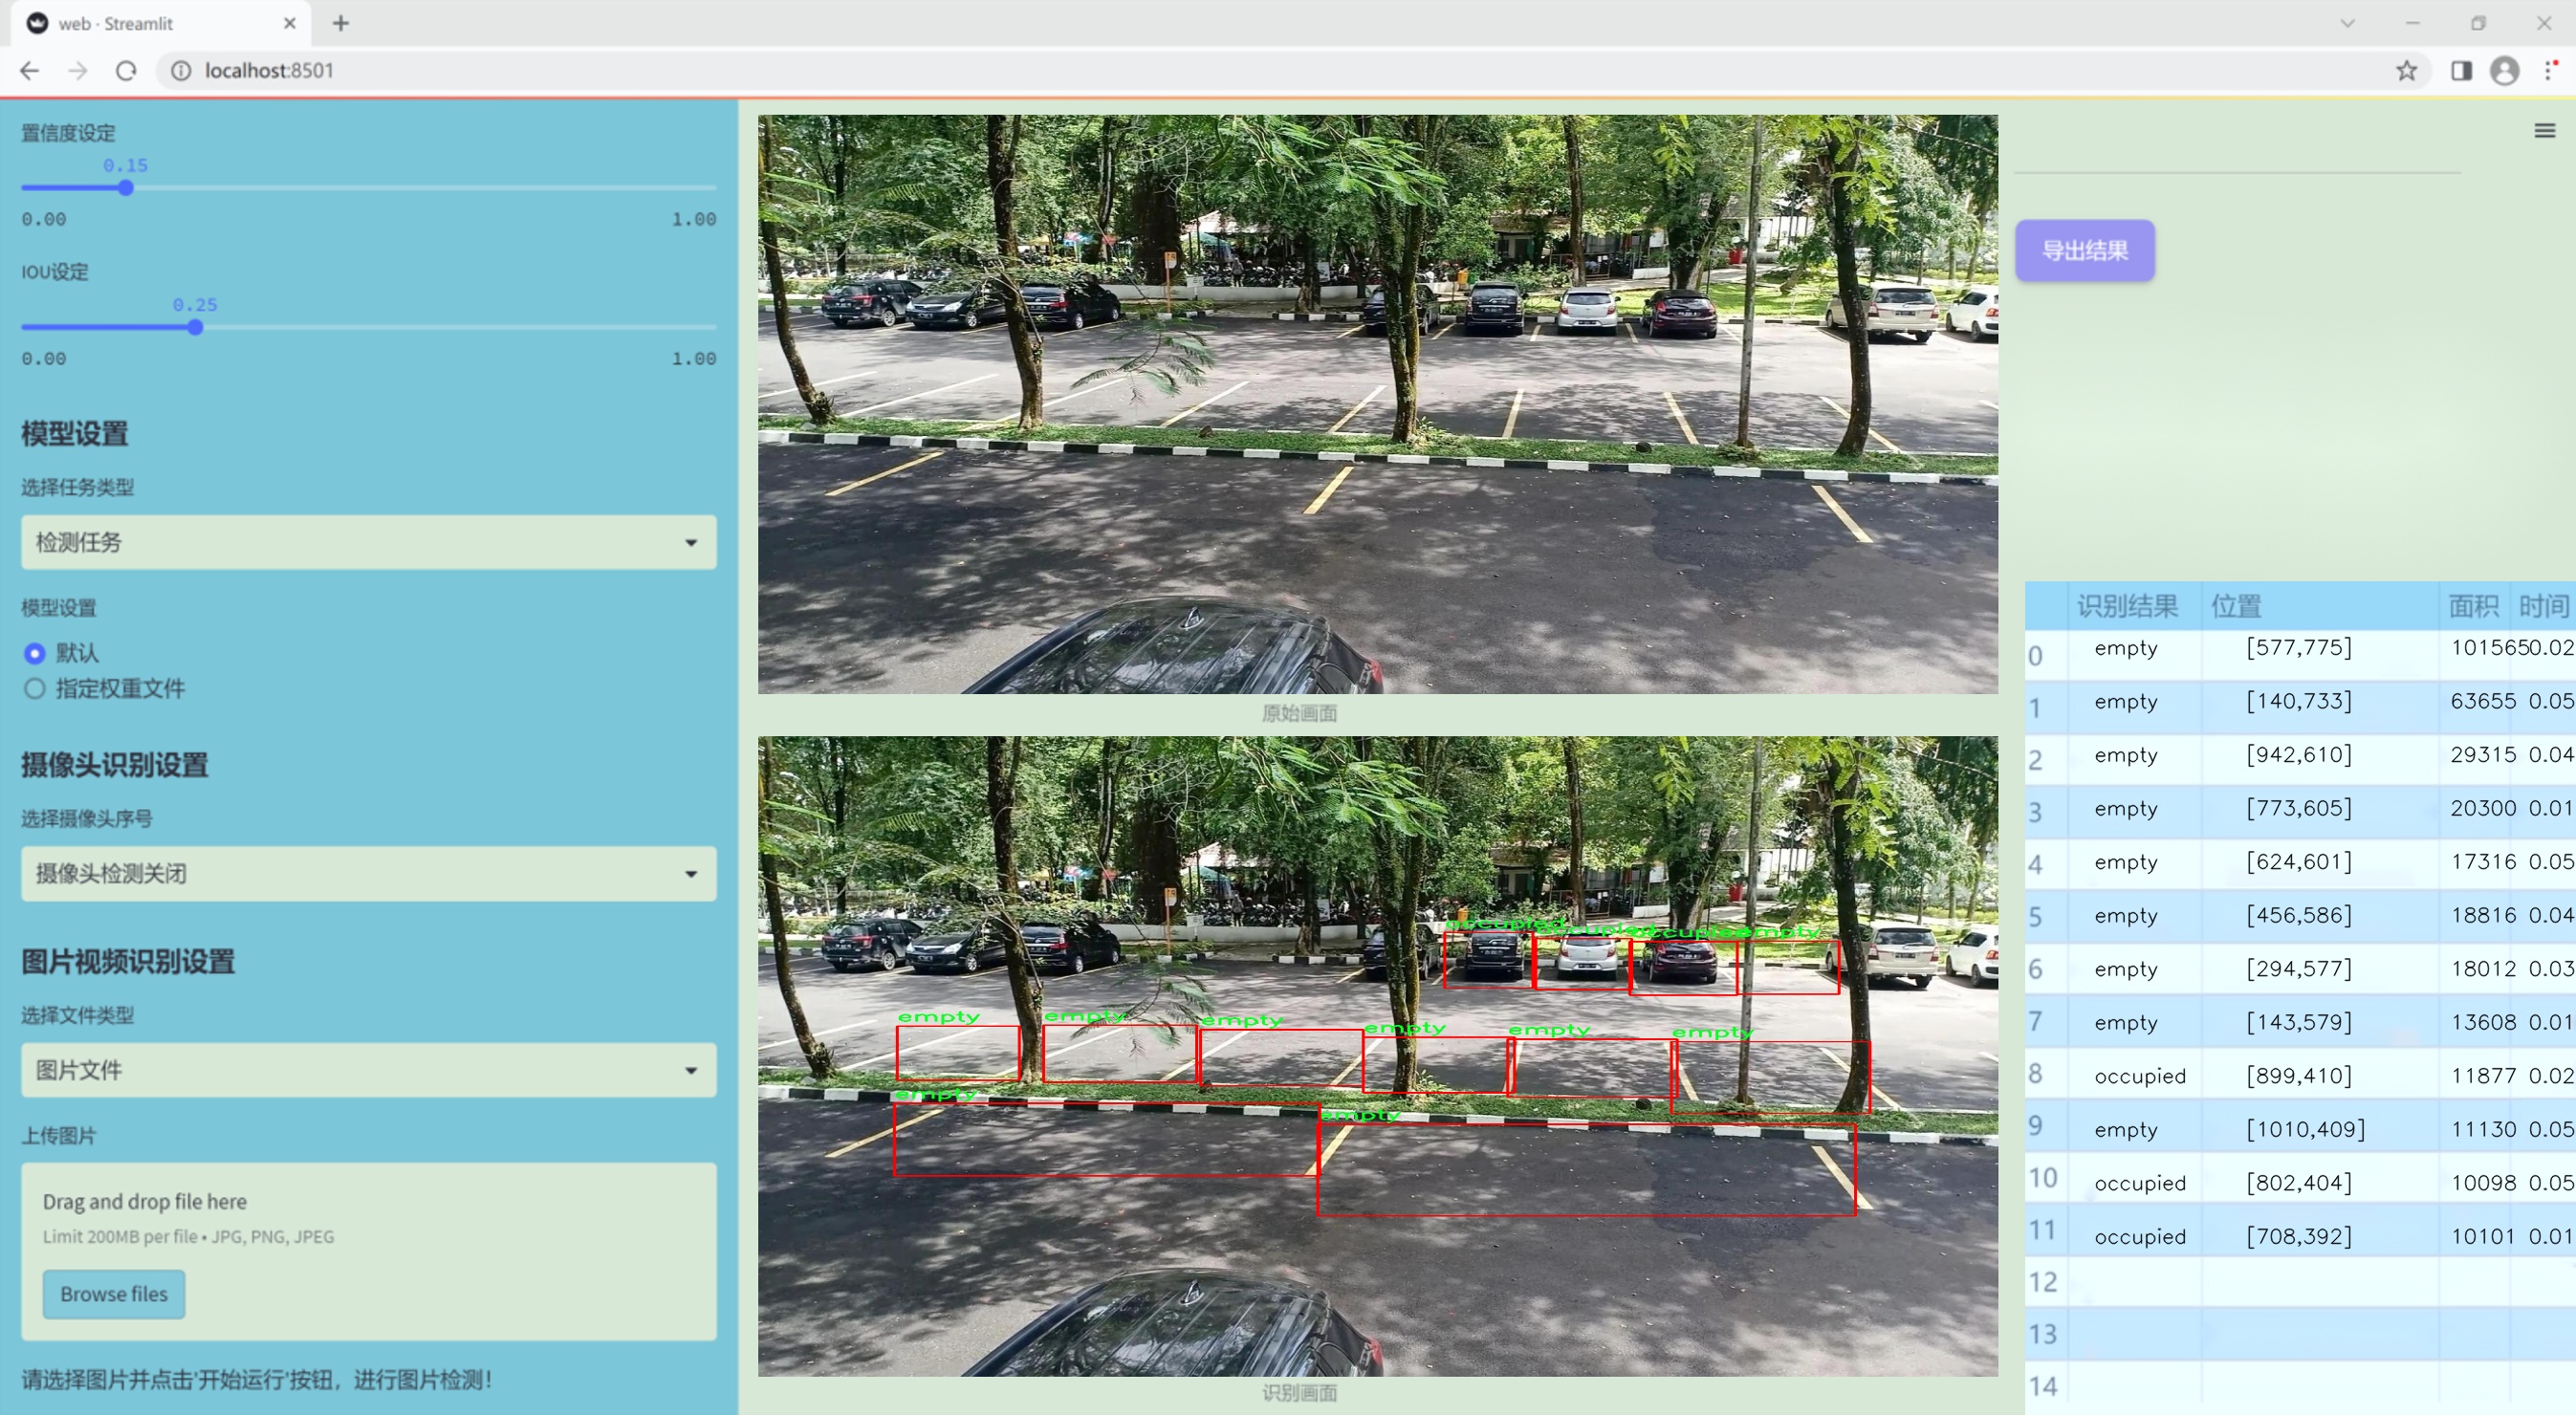 web · Streamlit
localhost:8501
置信度设定
0.15
0.00 1.00
IOU设定
0.25
0.00 1.00
模型设置
选择任务类型
检测任务
模型设置
默认
指定权重文件
摄像头识别设置
选择摄像头序号
摄像头检测关闭
图片视频识别设置
选择文件类型
图片文件
上传图片
Drag and drop file here
Limit 200MB per file • JPG, PNG, JPEG
Browse files
请选择图片并点击'开始运行'按钮，进行图片检测！
原始画面
occupied
occupied
occupied
empty
empty
empty
empty
empty
empty
empty
empty
empty
识别画面
导出结果
识别结果 位置 面积 时间
0 empty [577,775] 101565 0.02
1 empty [140,733] 63655 0.05
2 empty [942,610] 29315 0.04
3 empty [773,605] 20300 0.01
4 empty [624,601] 17316 0.05
5 empty [456,586] 18816 0.04
6 empty [294,577] 18012 0.03
7 empty [143,579] 13608 0.01
8 occupied [899,410] 11877 0.02
9 empty [1010,409] 11130 0.05
10 occupied [802,404] 10098 0.05
11 occupied [708,392] 10101 0.01
12
13
14